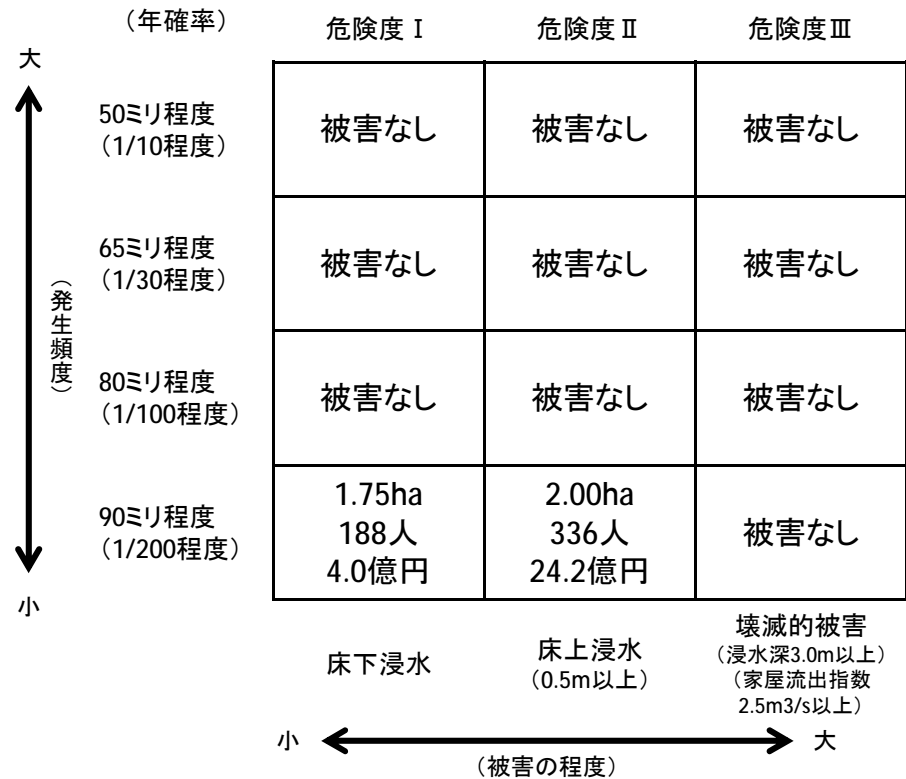 （年確率）
危険度Ⅰ
危険度Ⅱ
危険度Ⅲ
大
50ミリ程度
（1/10程度）
被害なし
被害なし
被害なし
65ミリ程度
（1/30程度）
被害なし
被害なし
被害なし
（発生頻度）
80ミリ程度
（1/100程度）
被害なし
被害なし
被害なし
90ミリ程度
（1/200程度）
1.75ha
188人
4.0億円
2.00ha
336人
24.2億円
被害なし
小
床下浸水
床上浸水
（0.5m以上）
壊滅的被害
（浸水深3.0m以上）
（家屋流出指数
2.5m3/s以上）
小
大
（被害の程度）